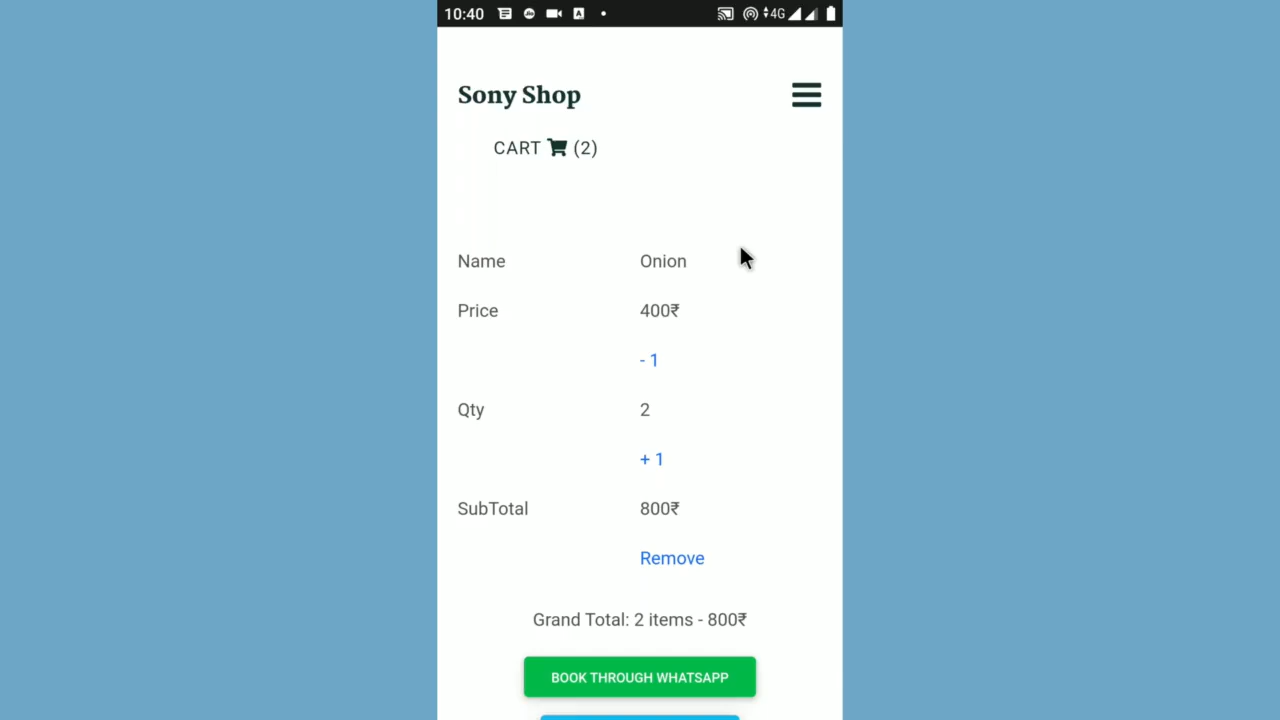 10:40 4G
Sony Shop
CART (2)
Name Onion
Price 400₹
- 1
Qty 2
+ 1
SubTotal 800₹
Remove
Grand Total: 2 items - 800₹
BOOK THROUGH WHATSAPP